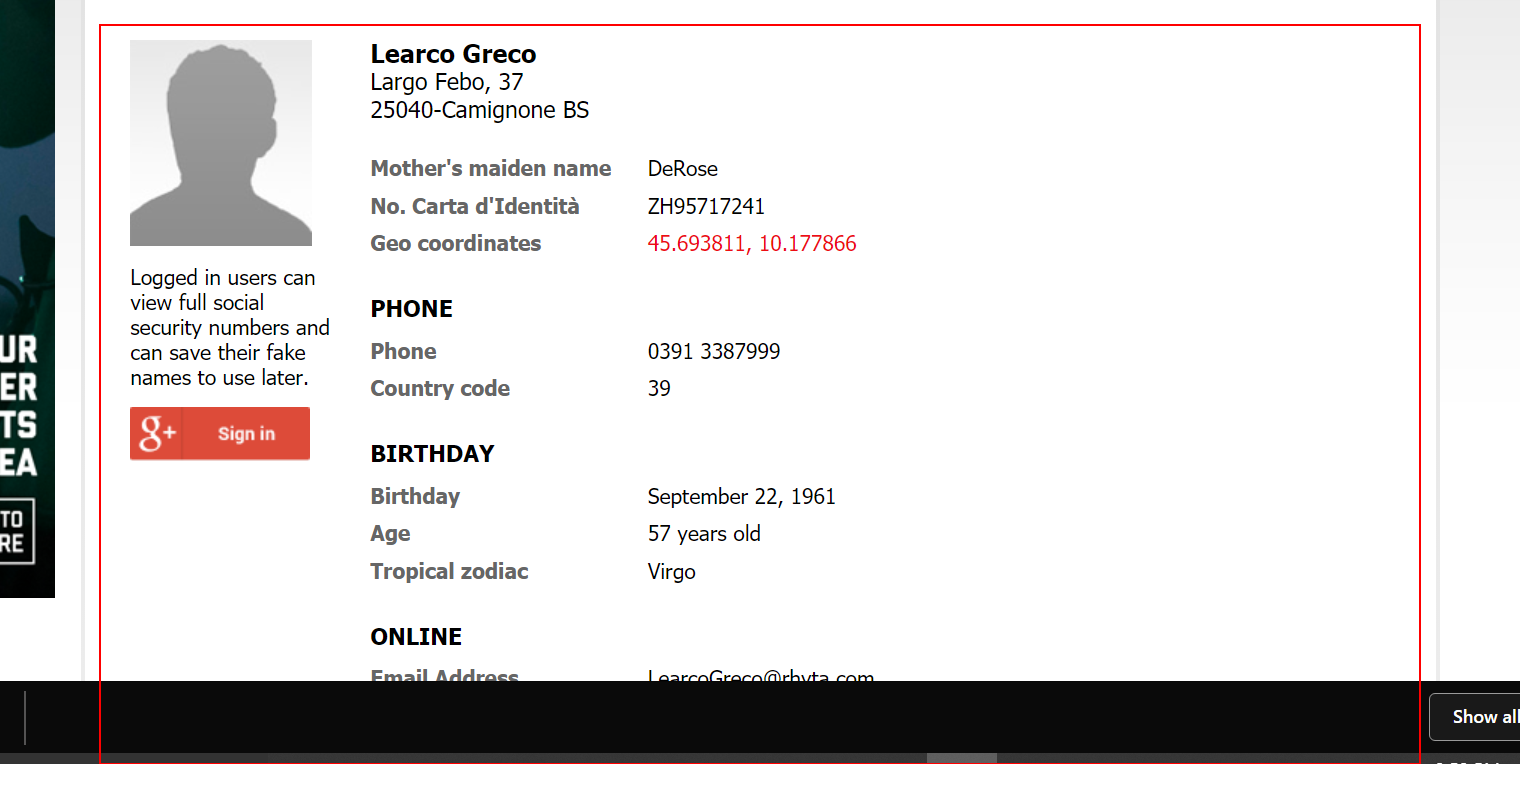 Learco Greco
Largo Febo, 37
25040-Camignone BS
Mother's maiden name DeRose
No. Carta d'Identità ZH95717241
Geo coordinates 45.693811, 10.177866
Logged in users can
view full social
security numbers and
can save their fake
names to use later.
g+ Sign in
PHONE
Phone 0391 3387999
Country code 39
BIRTHDAY
Birthday September 22, 1961
Age 57 years old
Tropical zodiac Virgo
ONLINE
Email Address LearcoGreco@rhyta.com
UR
ER
TS
EA
TO
RE
Show all